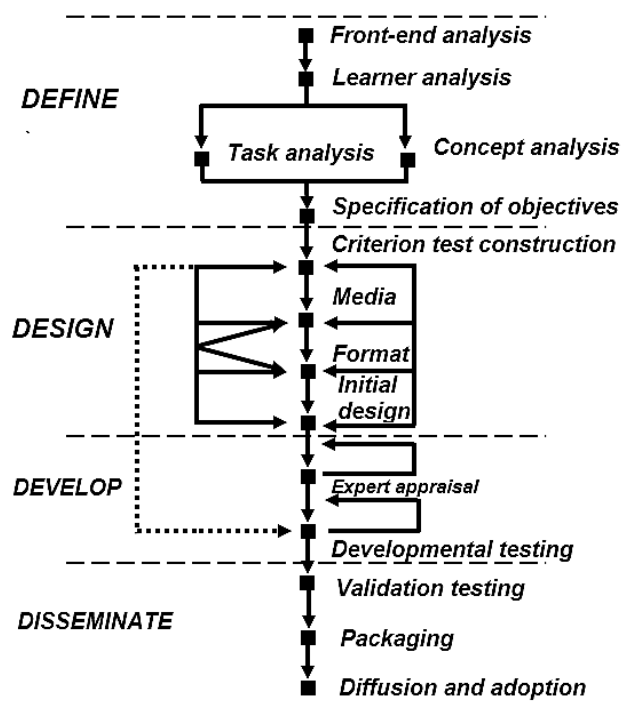 Front-end analysis
Learner analysis
DEFINE
Task analysis
Concept analysis
Specification of objectives
Criterion test construction
Media
DESIGN
Format
Initial
design
DEVELOP
Expert appraisal
Developmental testing
Validation testing
DISSEMINATE
Packaging
Diffusion and adoption